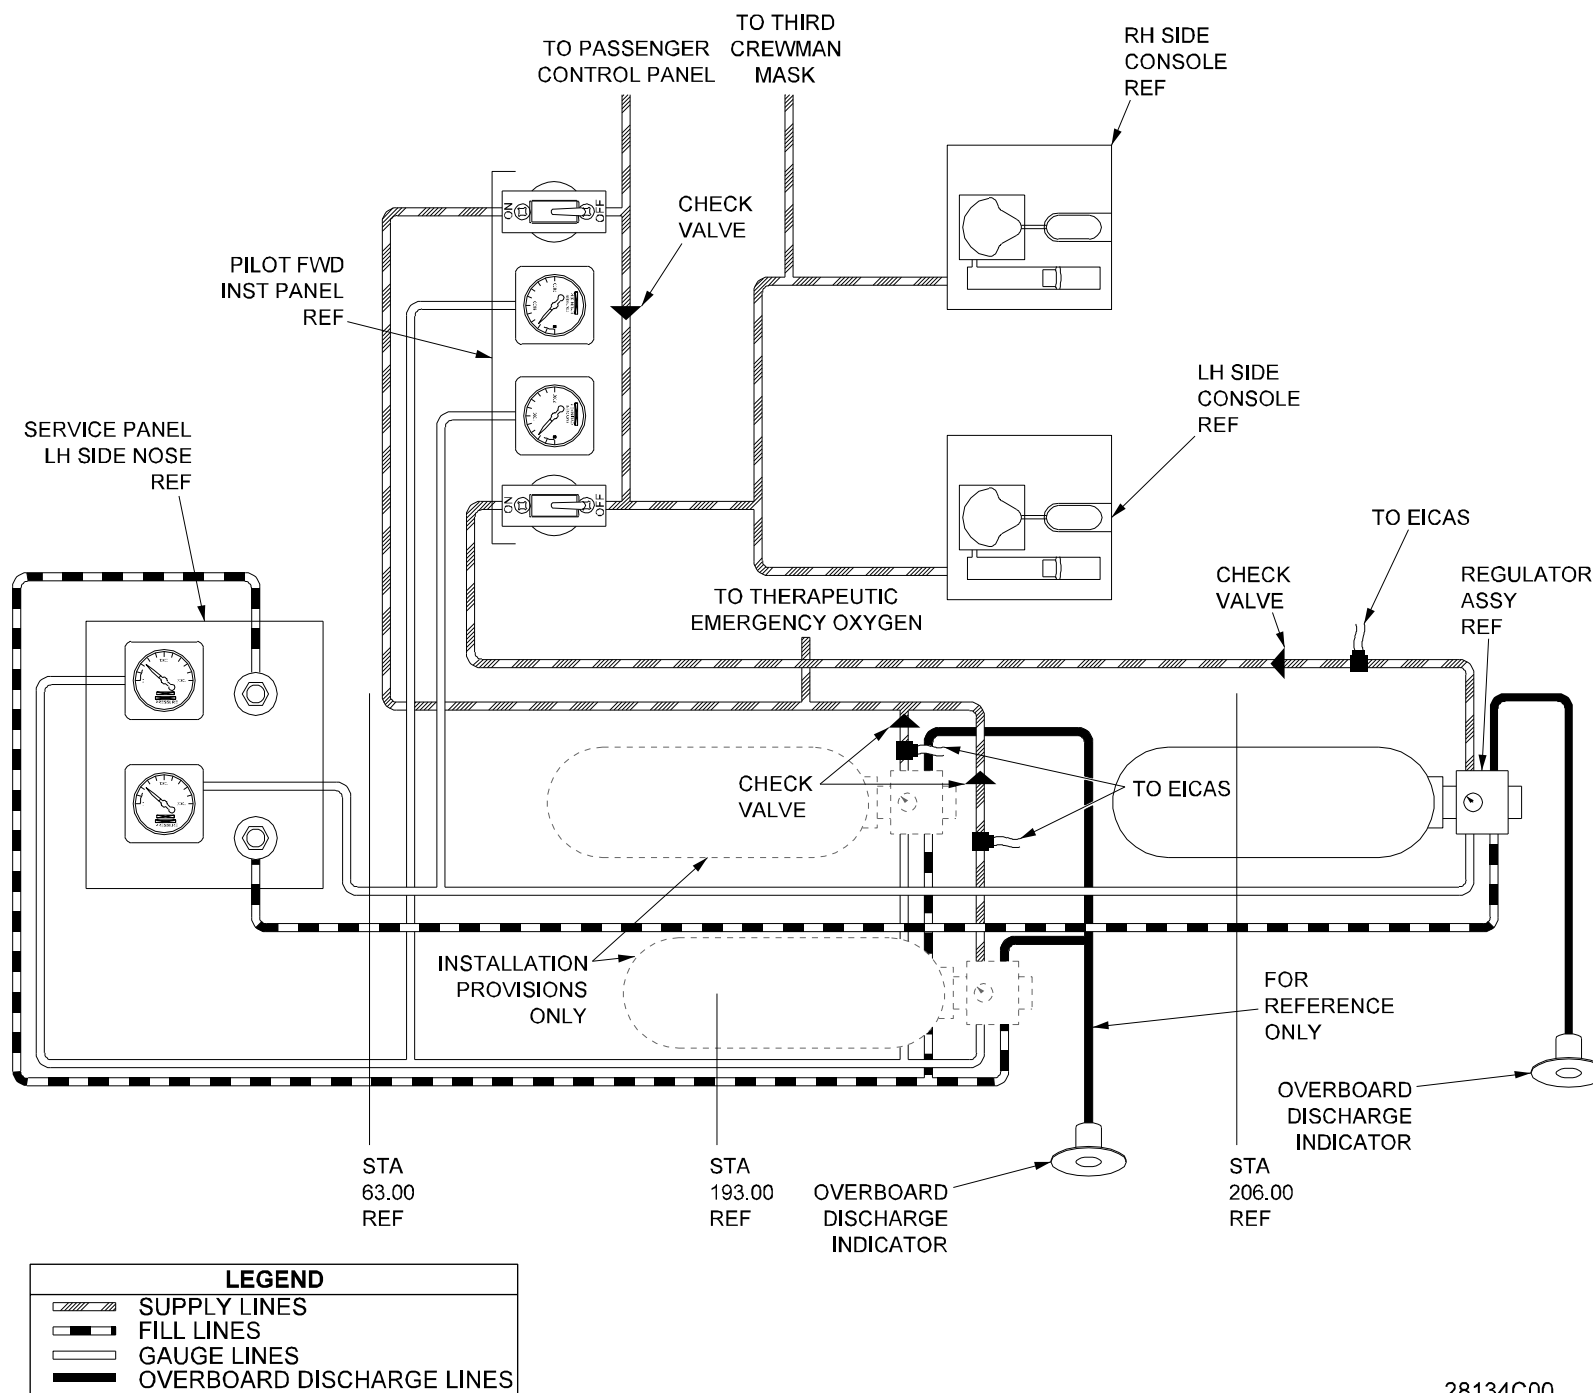 TO PASSENGER
CONTROL PANEL
TO THIRD
CREWMAN
MASK
RH SIDE
CONSOLE
REF
ON
OFF
CHECK
VALVE
PILOT FWD
INST PANEL
REF
LH SIDE
CONSOLE
REF
SERVICE PANEL
LH SIDE NOSE
REF
ON
OFF
TO EICAS
CHECK
VALVE
REGULATOR
ASSY
REF
TO THERAPEUTIC
EMERGENCY OXYGEN
CHECK
VALVE
TO EICAS
INSTALLATION
PROVISIONS
ONLY
FOR
REFERENCE
ONLY
OVERBOARD
DISCHARGE
INDICATOR
STA
63.00
REF
STA
193.00
REF
OVERBOARD
DISCHARGE
INDICATOR
STA
206.00
REF
LEGEND
SUPPLY LINES
FILL LINES
GAUGE LINES
OVERBOARD DISCHARGE LINES
28134C00